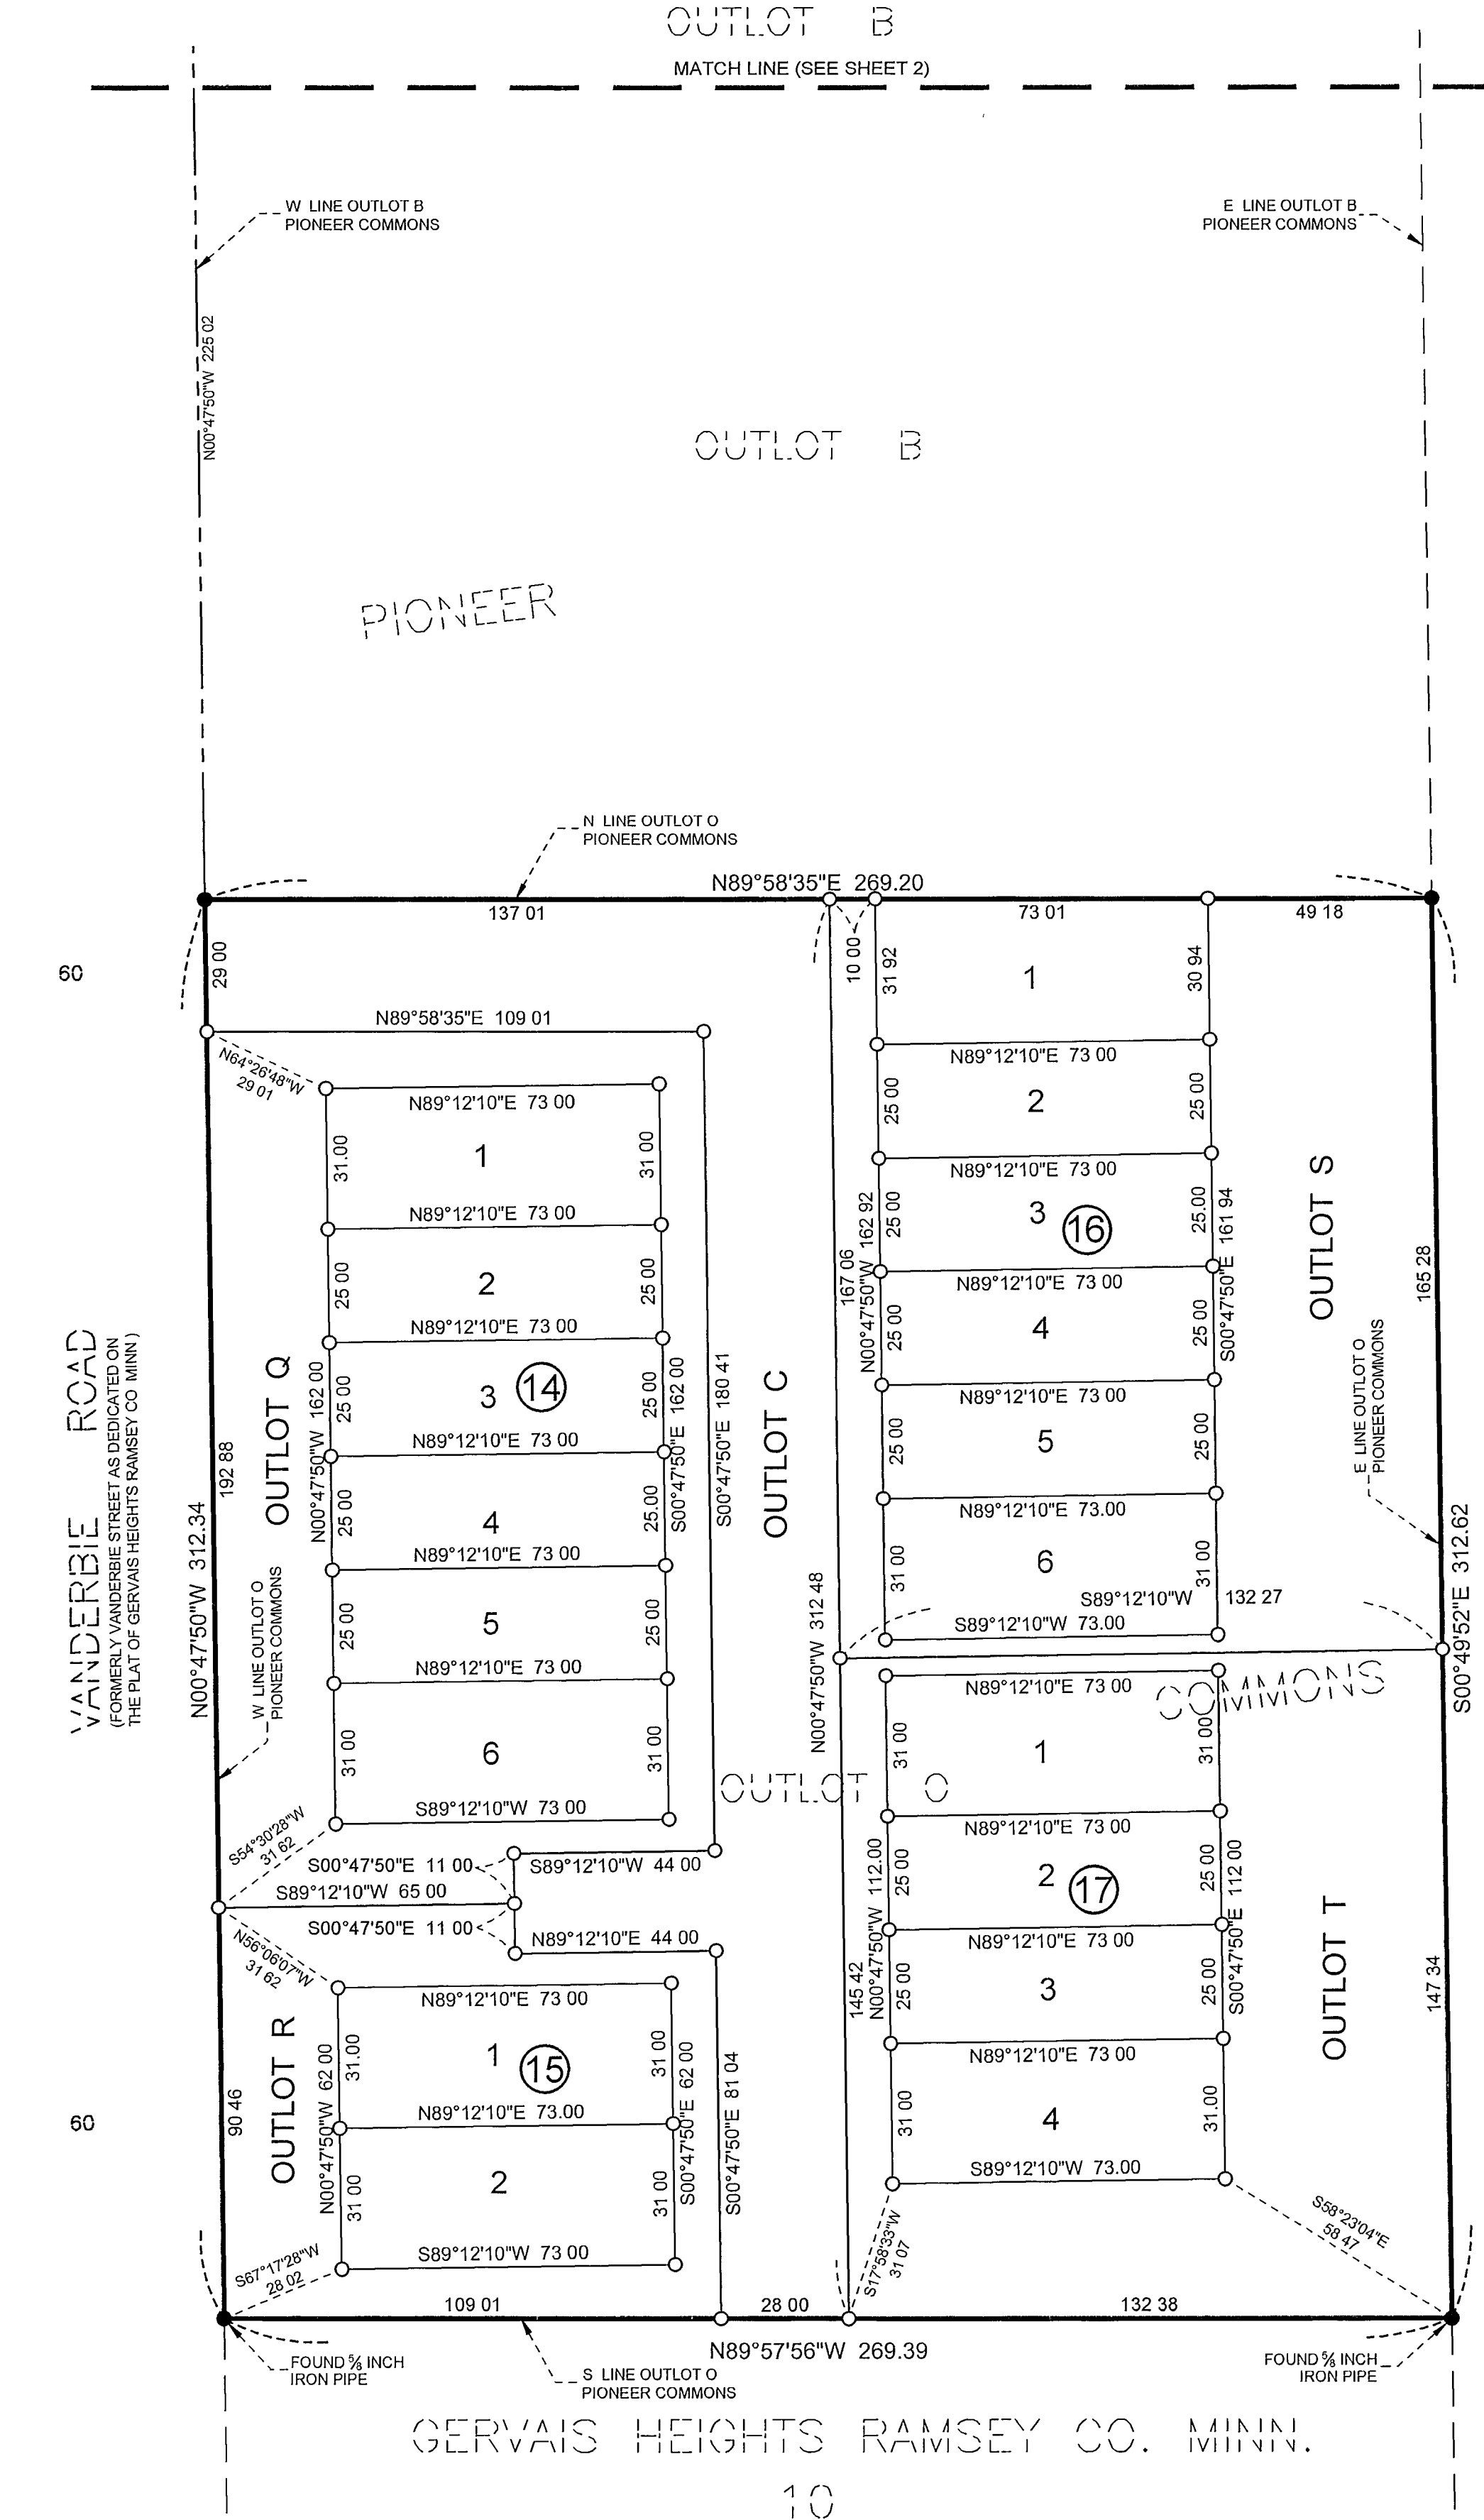 OUTLOT B
MATCH LINE (SEE SHEET 2)
W LINE OUTLOT B
PIONEER COMMONS
E LINE OUTLOT B
PIONEER COMMONS
N00°47'50"W 225 02
OUTLOT B
PIONEER
N LINE OUTLOT O
PIONEER COMMONS
N89°58'35"E 269.20
137 01
73 01
49 18
10 00
60
29 00
N89°58'35"E 109 01
N64°26'48"W
29 01
N89°12'10"E 73 00
31.00
1
31 00
N89°12'10"E 73 00
25 00
2
25 00
N89°12'10"E 73 00
25 00
3
14
25 00
N00°47'50"W 162 00
S00°47'50"E 162 00
N89°12'10"E 73 00
25 00
4
25.00
N89°12'10"E 73 00
25 00
5
25 00
N89°12'10"E 73 00
31 00
6
31 00
S89°12'10"W 73 00
OUTLOT Q
192 88
N00°47'50"W 312.34
W LINE OUTLOT O
PIONEER COMMONS
VANDERBIE ROAD
(FORMERLY VANDERBIE STREET AS DEDICATED ON
THE PLAT OF GERVAIS HEIGHTS RAMSEY CO MINN )
S00°47'50"E 180 41
OUTLOT C
31 92
1
30 94
N89°12'10"E 73 00
25 00
2
25 00
N89°12'10"E 73 00
25 00
3
16
25.00
N00°47'50"W 162 92
167 06
S00°47'50"E 161 94
N89°12'10"E 73 00
25 00
4
25 00
N89°12'10"E 73 00
25 00
5
25 00
N89°12'10"E 73.00
31 00
6
31 00
S89°12'10"W 132 27
S89°12'10"W 73.00
OUTLOT S
165 28
E LINE OUTLOT O
PIONEER COMMONS
S00°49'52"E 312.62
N00°47'50"W 312 48
COMMONS
OUTLOT O
N89°12'10"E 73 00
31 00
1
31 00
N89°12'10"E 73 00
25 00
2
17
25 00
N00°47'50"W 112.00
S00°47'50"E 112 00
N89°12'10"E 73 00
25 00
3
25 00
145 42
N89°12'10"E 73 00
31 00
4
31.00
S89°12'10"W 73.00
OUTLOT T
147 34
S54°30'28"W
31 62
S00°47'50"E 11 00
S89°12'10"W 44 00
S89°12'10"W 65 00
S00°47'50"E 11 00
N89°12'10"E 44 00
N56°06'07"W
31 62
N89°12'10"E 73 00
31.00
1
15
31 00
N00°47'50"W 62 00
S00°47'50"E 62 00
N89°12'10"E 73.00
31 00
2
31 00
S89°12'10"W 73 00
OUTLOT R
90 46
60
S00°47'50"E 81 04
S67°17'28"W
28 02
S17°58'33"W
31 07
S58°23'04"E
58 47
109 01
28 00
132 38
N89°57'56"W 269.39
FOUND ⅝ INCH
IRON PIPE
S LINE OUTLOT O
PIONEER COMMONS
FOUND ⅝ INCH
IRON PIPE
GERVAIS HEIGHTS RAMSEY CO. MINN.
10